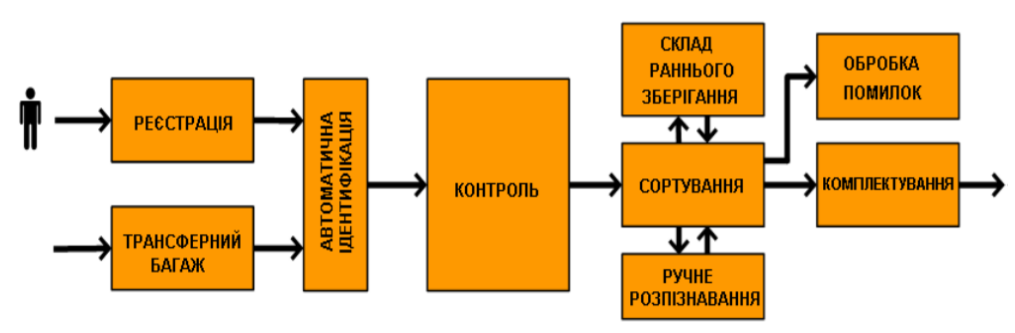 РЕЄСТРАЦІЯ
ТРАНСФЕРНИЙ
БАГАЖ
АВТОМАТИЧНА
ІДЕНТИФІКАЦІЯ
КОНТРОЛЬ
СКЛАД
РАННЬОГО
ЗБЕРІГАННЯ
СОРТУВАННЯ
РУЧНЕ
РОЗПІЗНАВАННЯ
ОБРОБКА
ПОМИЛОК
КОМПЛЕКТУВАННЯ